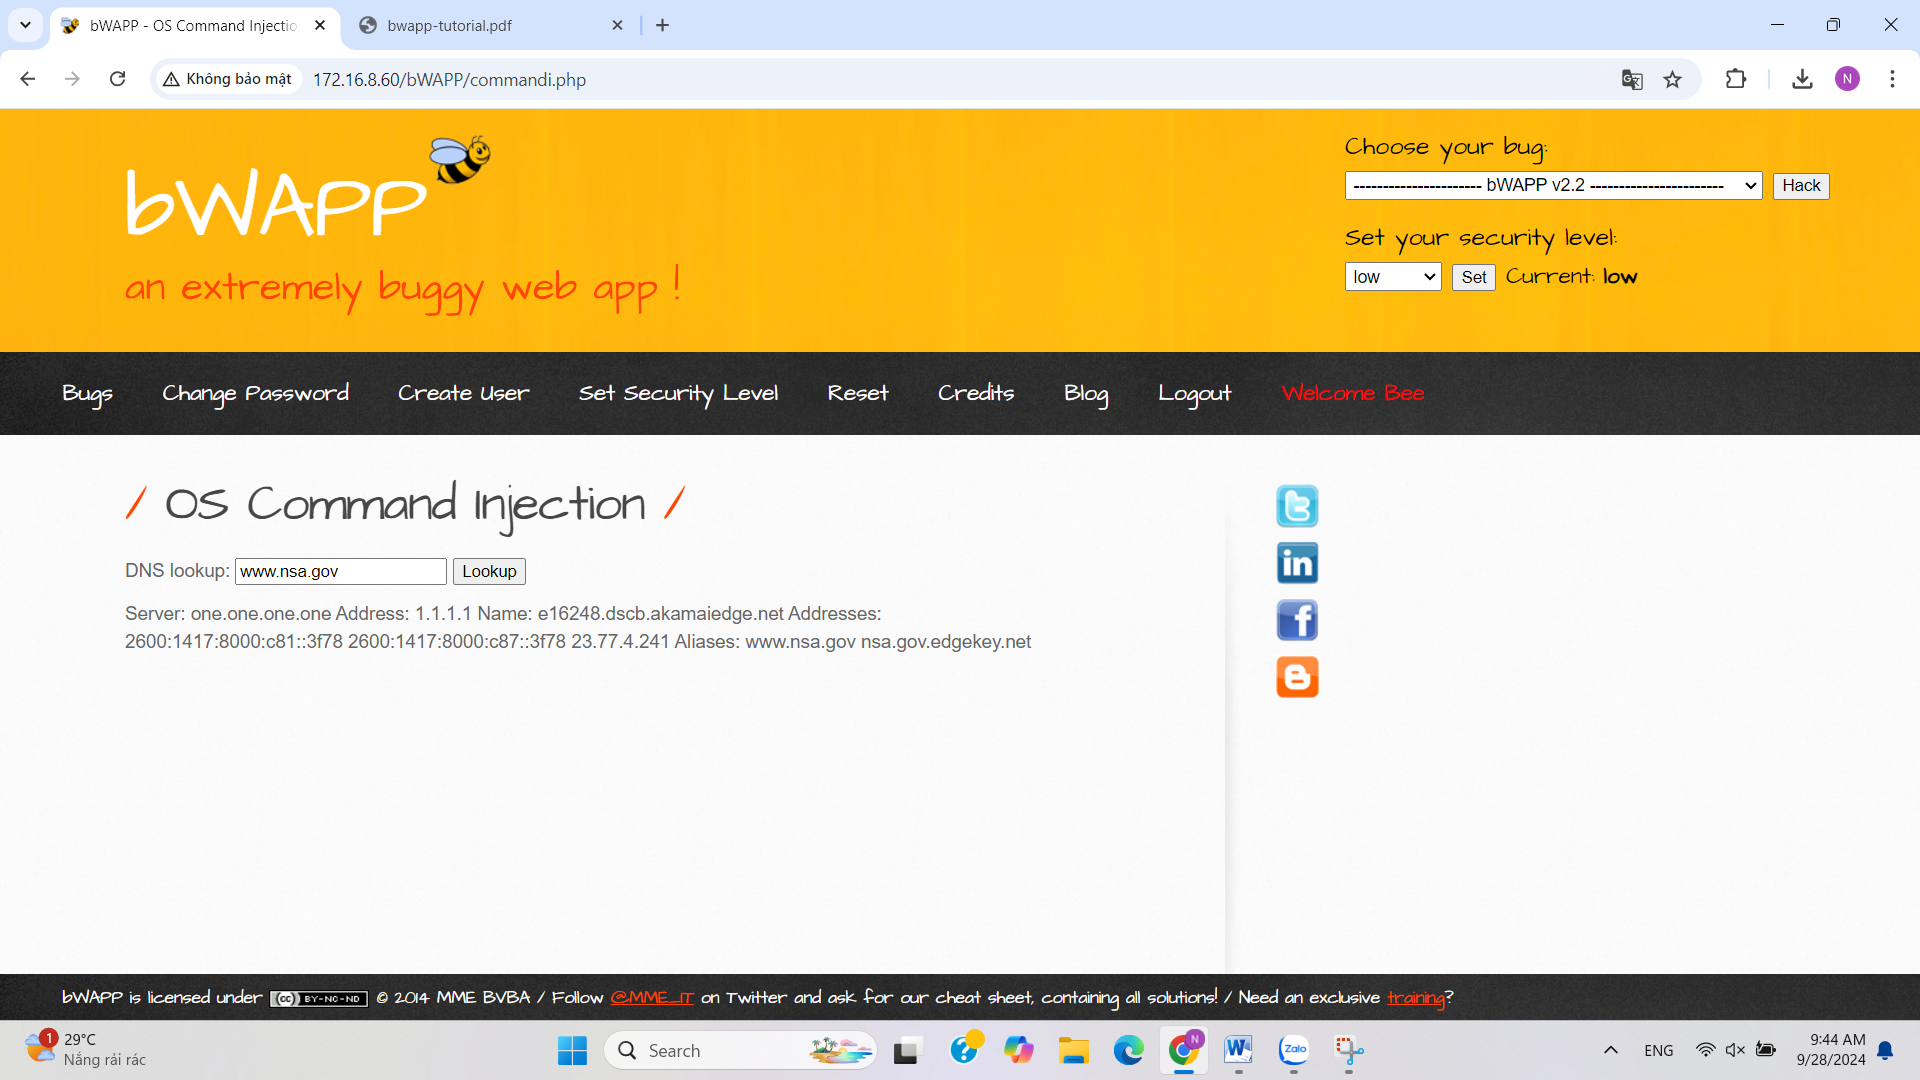 bWAPP - OS Command Injectio
bwapp-tutorial.pdf
Không bảo mật
172.16.8.60/bWAPP/commandi.php
N
bWAPP
an extremely buggy web app !
Choose your bug:
---------------------- bWAPP v2.2 -----------------------
Hack
Set your security level:
low
Set
Current: low
Bugs
Change Password
Create User
Set Security Level
Reset
Credits
Blog
Logout
Welcome Bee
/ OS Command Injection /
DNS lookup:
www.nsa.gov
Lookup
Server: one.one.one.one Address: 1.1.1.1 Name: e16248.dscb.akamaiedge.net Addresses:
2600:1417:8000:c81::3f78 2600:1417:8000:c87::3f78 23.77.4.241 Aliases: www.nsa.gov nsa.gov.edgekey.net
bWAPP is licensed under (cc) BY-NC-ND © 2014 MME BVBA / Follow @MME_IT on Twitter and ask for our cheat sheet, containing all solutions! / Need an exclusive training?
1
29°C
Nắng rải rác
Search
N
W
Zalo
ENG
9:44 AM
9/28/2024